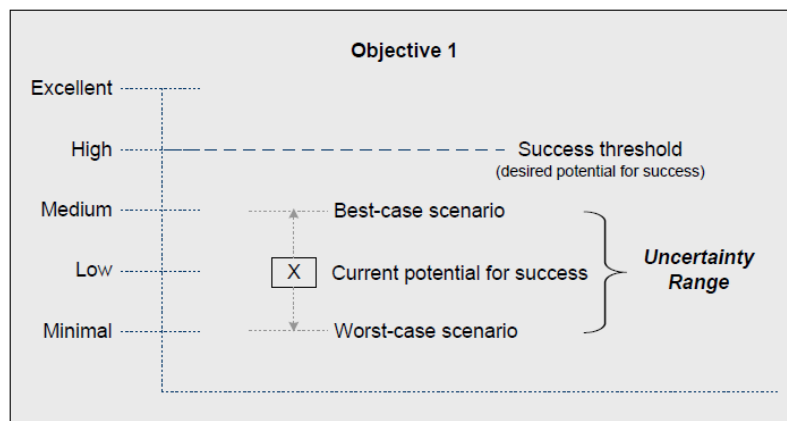 Objective 1
Excellent
High
Success threshold
(desired potential for success)
Medium
Best-case scenario
Low
X
Current potential for success
Uncertainty
Range
Minimal
Worst-case scenario